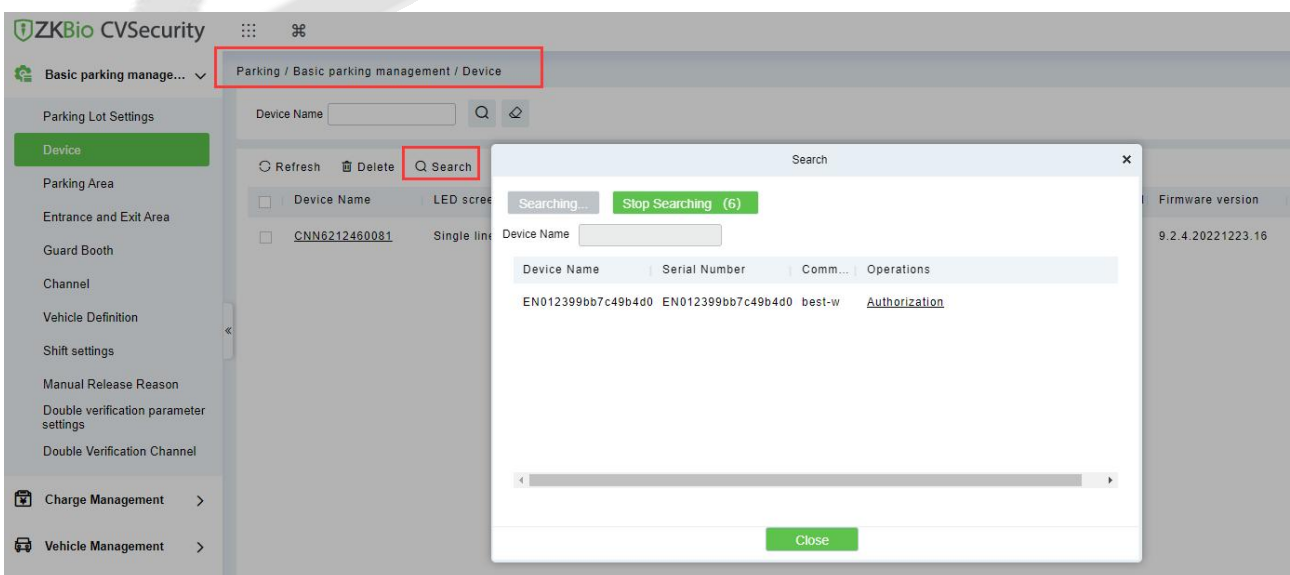 ZKBio CVSecurity
Basic parking manage...
Parking Lot Settings
Device
Parking Area
Entrance and Exit Area
Guard Booth
Channel
Vehicle Definition
Shift settings
Manual Release Reason
Double verification parameter
settings
Double Verification Channel
Charge Management
Vehicle Management
Parking / Basic parking management / Device
Device Name
Refresh Delete Search
Device Name LED scree Firmware version
CNN6212460081 Single line 9.2.4.20221223.16
Search
Searching... Stop Searching (6)
Device Name
Device Name Serial Number Comm... Operations
EN012399bb7c49b4d0 EN012399bb7c49b4d0 best-w Authorization
Close